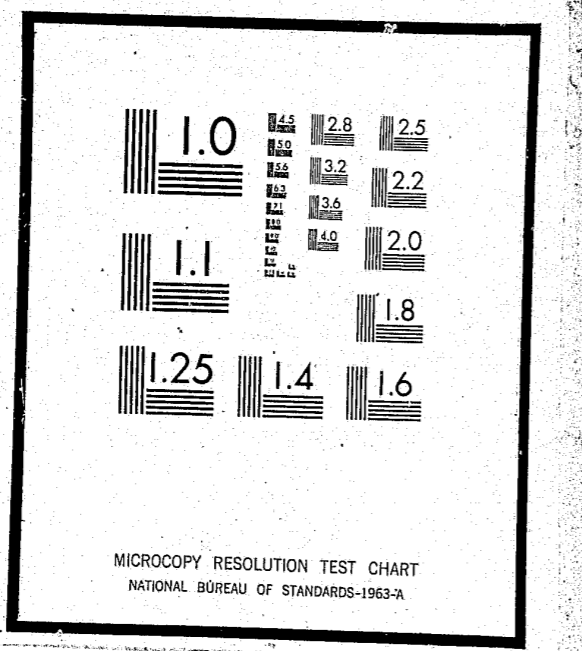 1.0
4.5 2.8 2.5
5.0
5.6 3.2 2.2
6.3
7.1 3.6
1.1 4.0 2.0
1.8
1.25 1.4 1.6
MICROCOPY RESOLUTION TEST CHART
NATIONAL BUREAU OF STANDARDS-1963-A